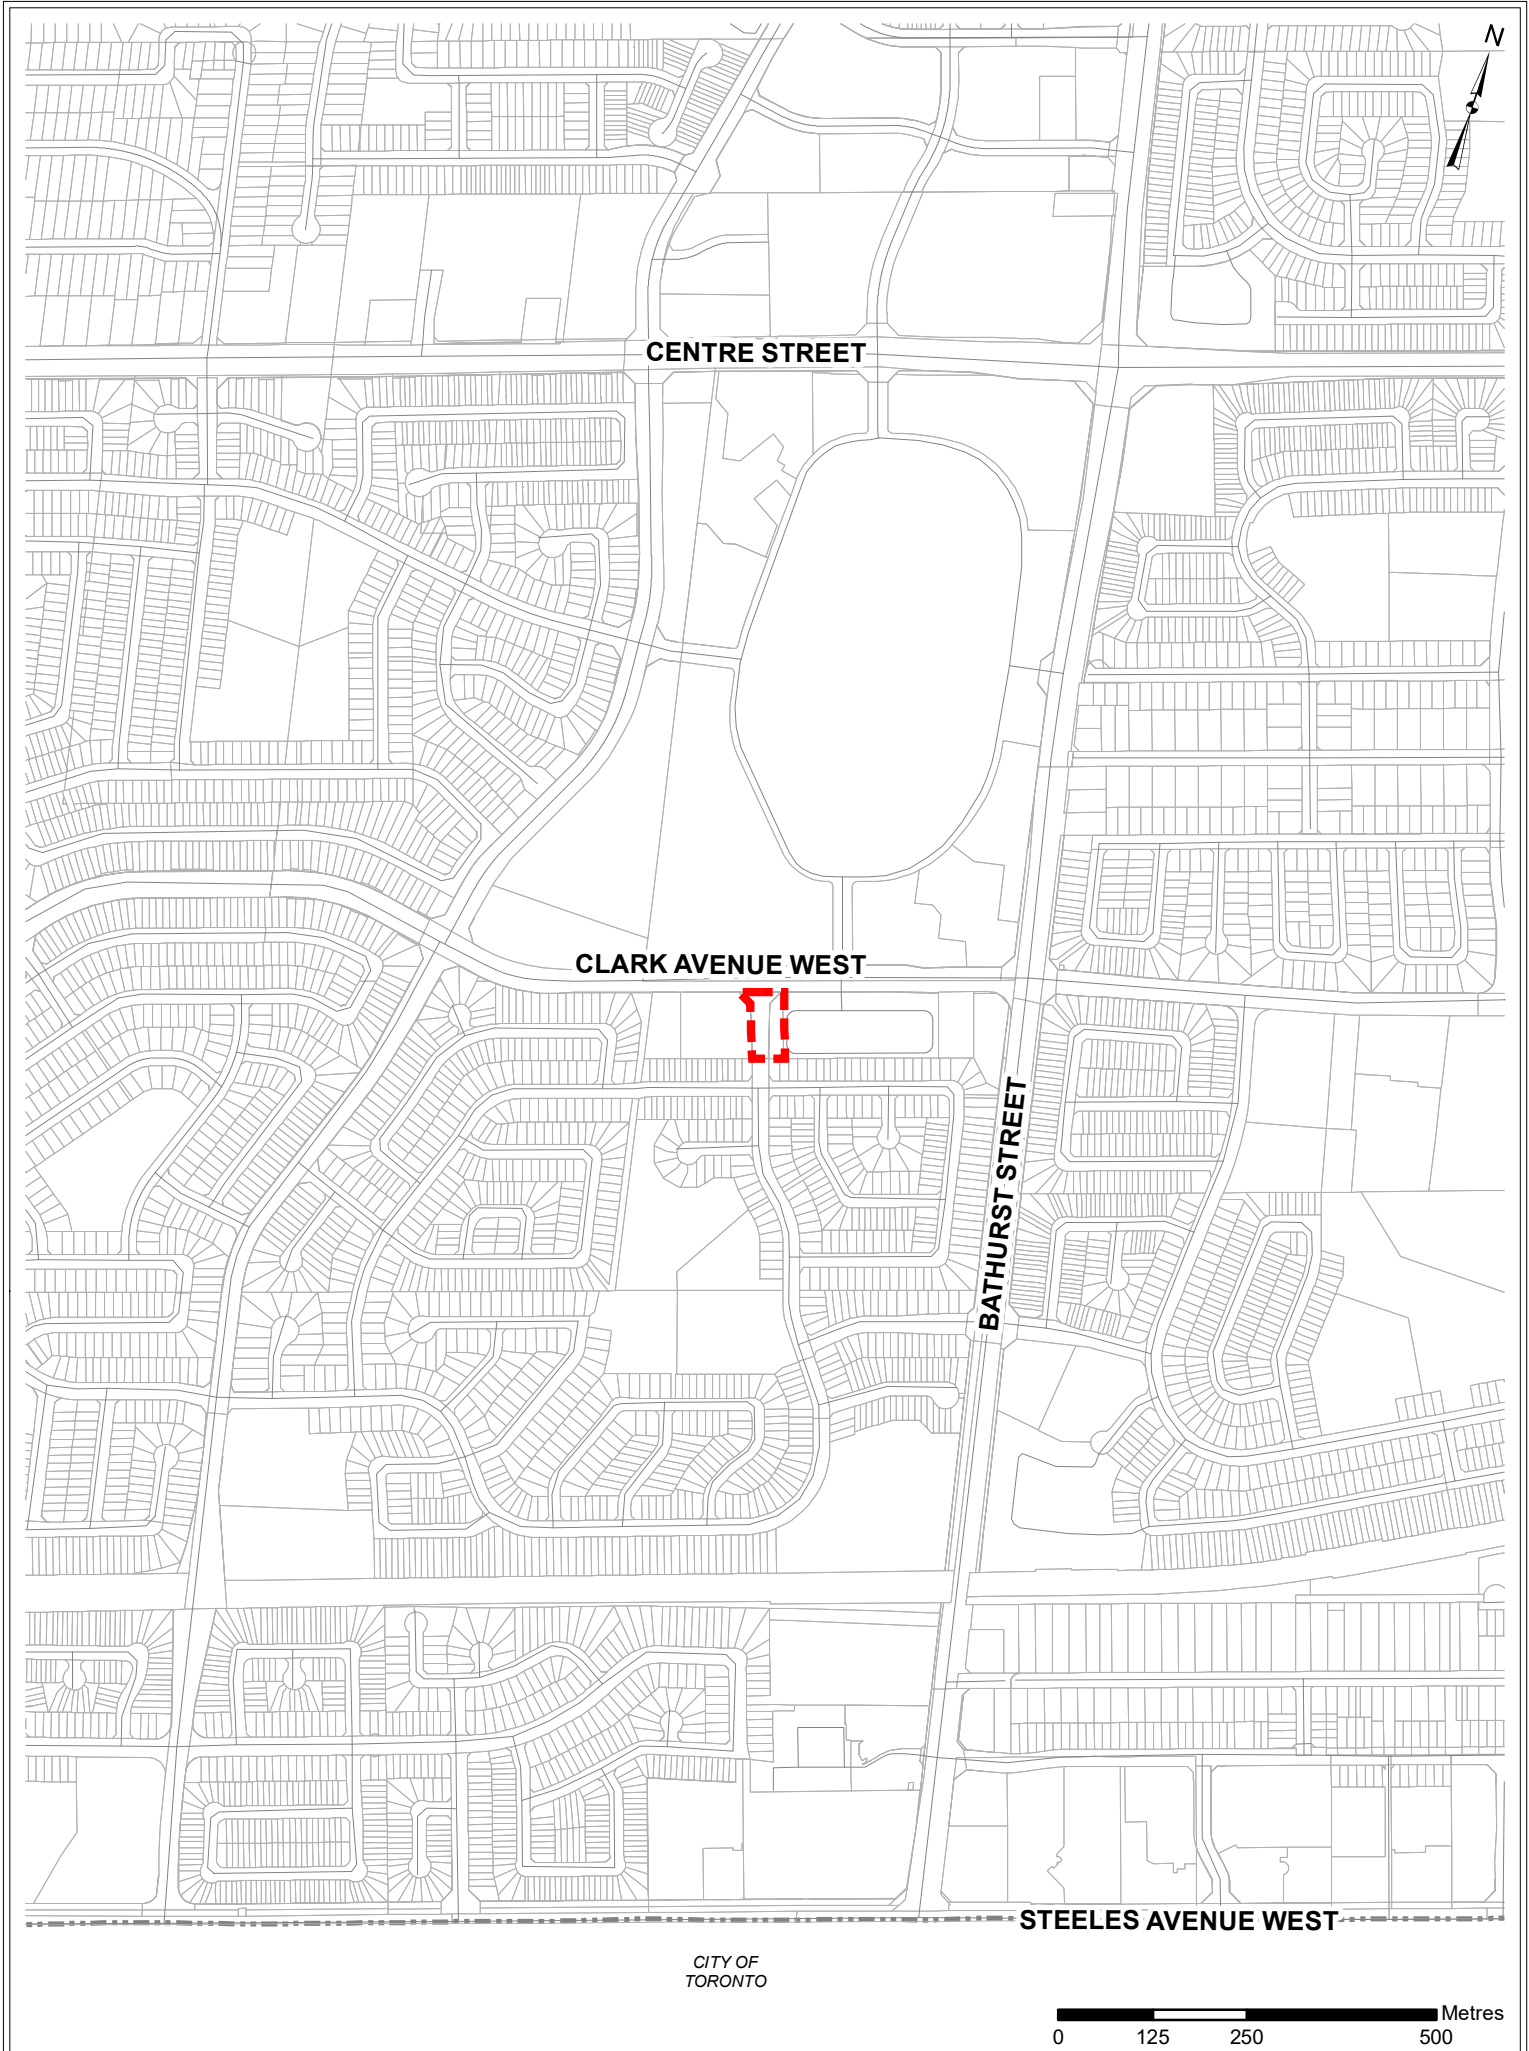 N
CENTRE STREET
CLARK AVENUE WEST
BATHURST STREET
STEELES AVENUE WEST
CITY OF
TORONTO
Metres
0 125 250 500